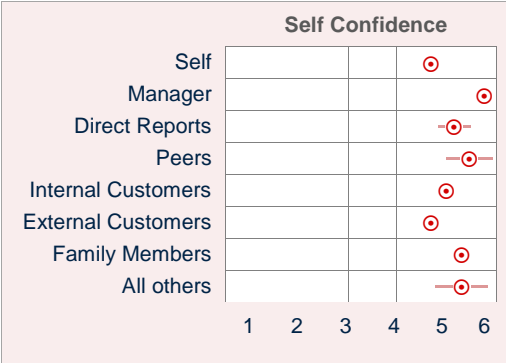 Self Confidence
Self
Manager
Direct Reports
Peers
Internal Customers
External Customers
Family Members
All others
1 2 3 4 5 6